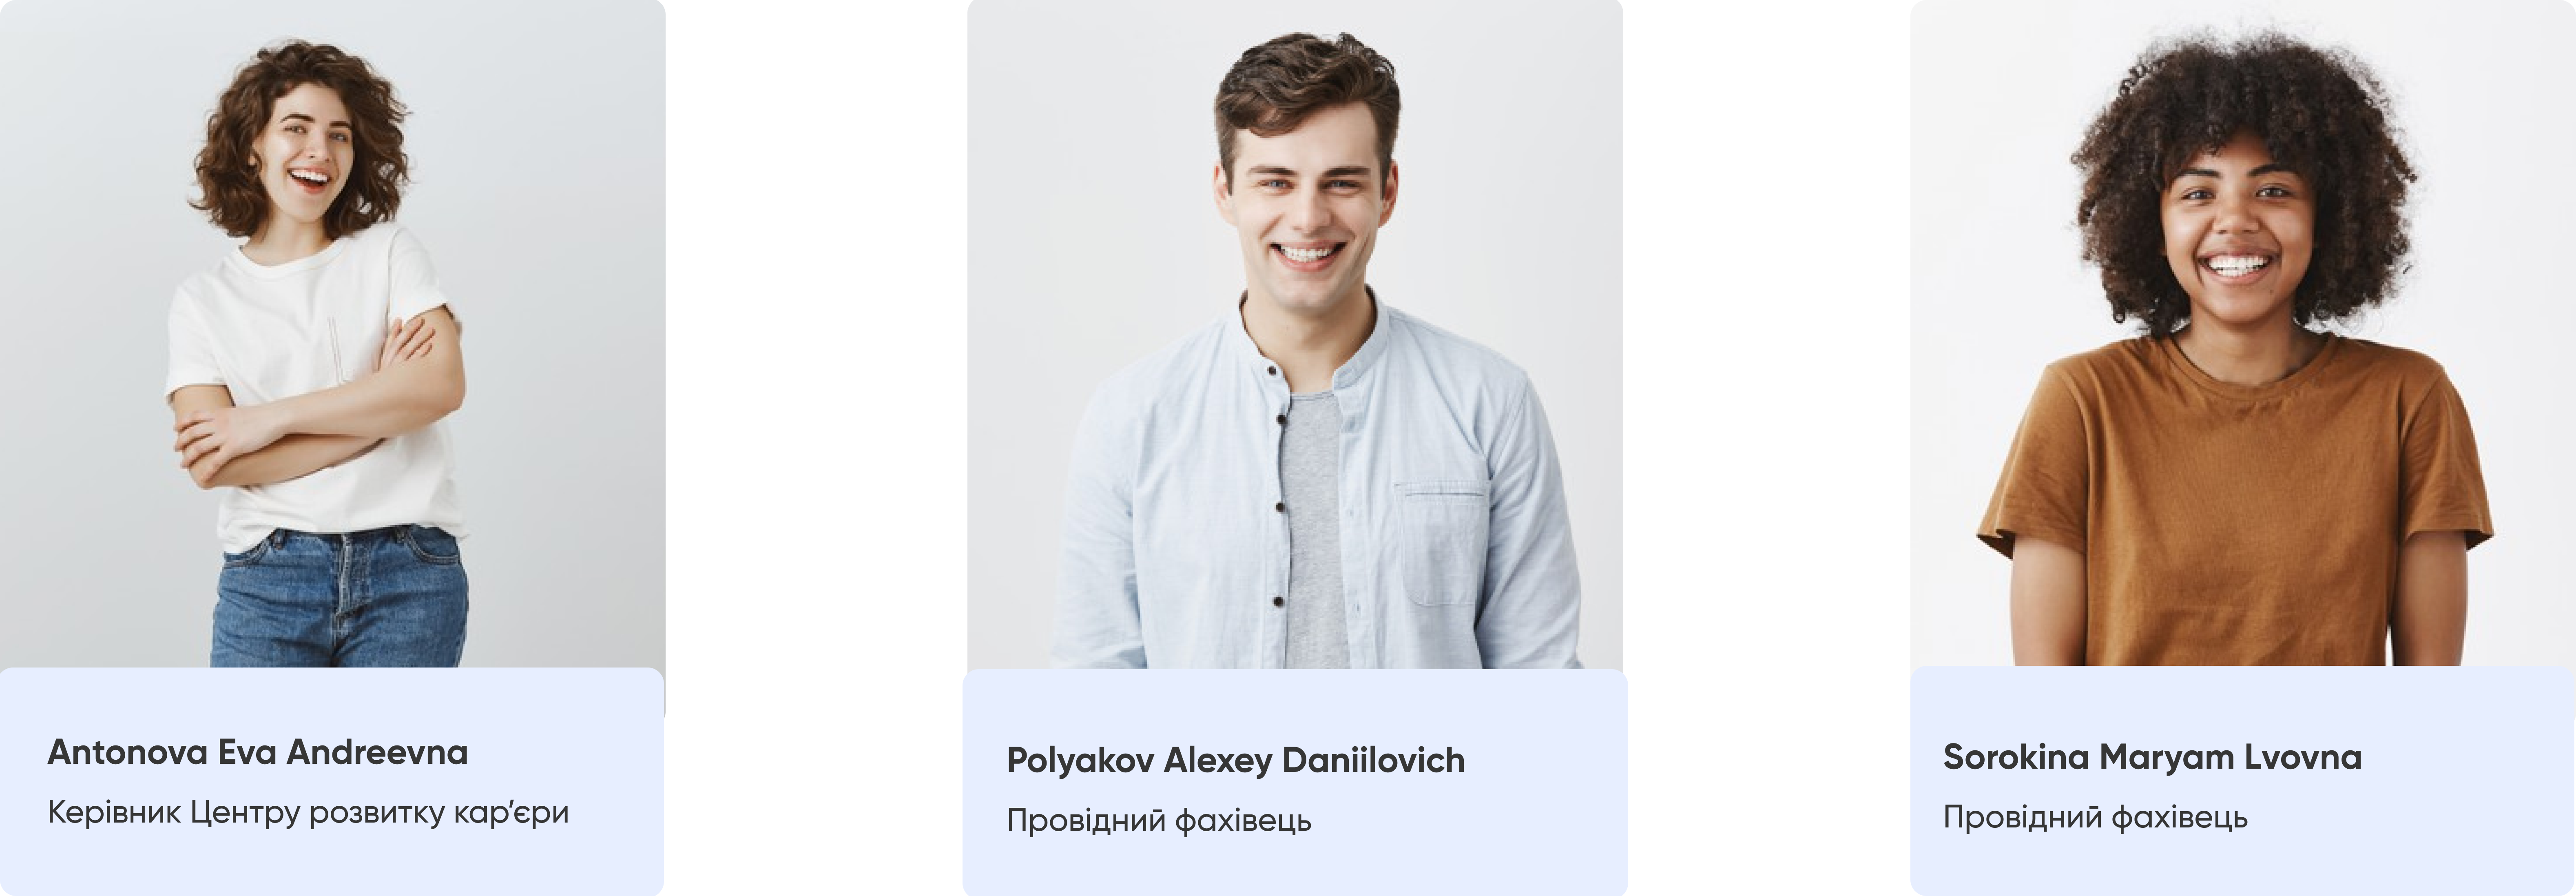 Antonova Eva Andreevna
Керівник Центру розвитку кар’єри
Polyakov Alexey Daniilovich
Провідний фахівець
Sorokina Maryam Lvovna
Провідний фахівець